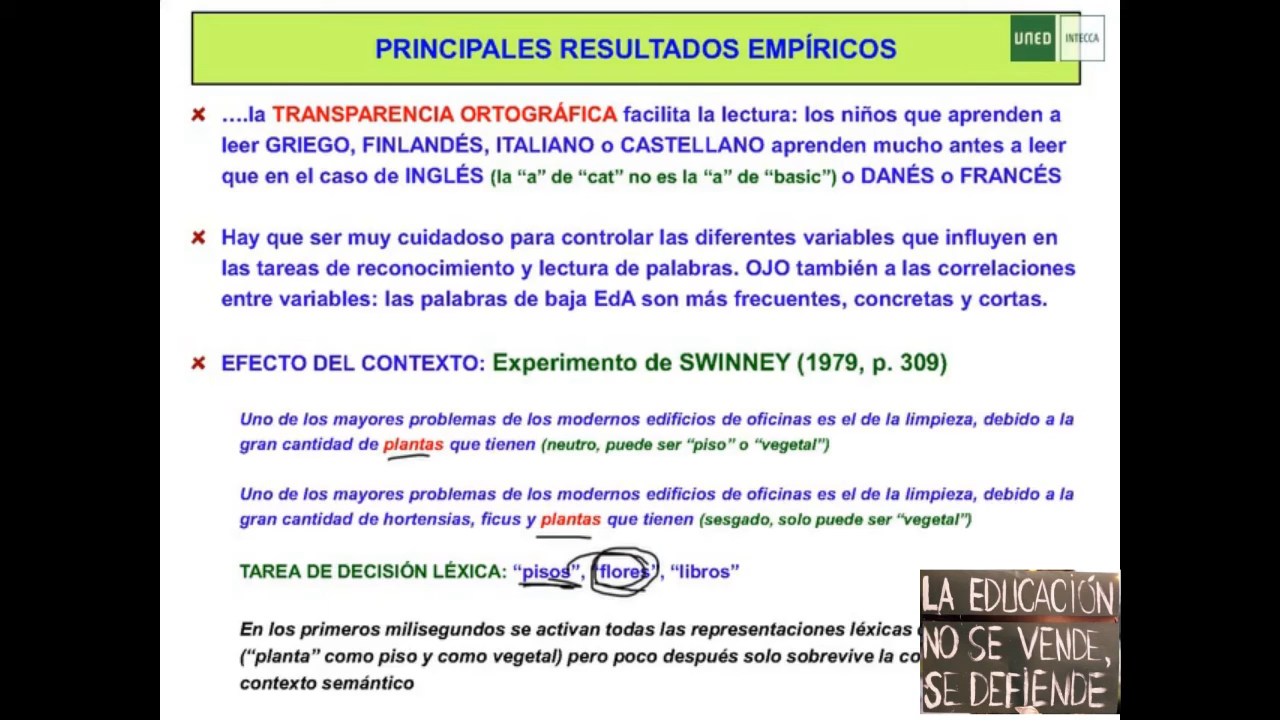 PRINCIPALES RESULTADOS EMPÍRICOS
UNED
INTECCA
….la TRANSPARENCIA ORTOGRÁFICA facilita la lectura: los niños que aprenden a
leer GRIEGO, FINLANDÉS, ITALIANO o CASTELLANO aprenden mucho antes a leer
que en el caso de INGLÉS (la “a” de “cat” no es la “a” de “basic”) o DANÉS o FRANCÉS
Hay que ser muy cuidadoso para controlar las diferentes variables que influyen en
las tareas de reconocimiento y lectura de palabras. OJO también a las correlaciones
entre variables: las palabras de baja EdA son más frecuentes, concretas y cortas.
EFECTO DEL CONTEXTO: Experimento de SWINNEY (1979, p. 309)
Uno de los mayores problemas de los modernos edificios de oficinas es el de la limpieza, debido a la
gran cantidad de plantas que tienen (neutro, puede ser “piso” o “vegetal”)
Uno de los mayores problemas de los modernos edificios de oficinas es el de la limpieza, debido a la
gran cantidad de hortensias, ficus y plantas que tienen (sesgado, solo puede ser “vegetal”)
TAREA DE DECISIÓN LÉXICA: “pisos”, “flores”, “libros”
En los primeros milisegundos se activan todas las representaciones léxicas
(“planta” como piso y como vegetal) pero poco después solo sobrevive la
contexto semántico
LA EDUCACIÓN
NO SE VENDE,
SE DEFIENDE